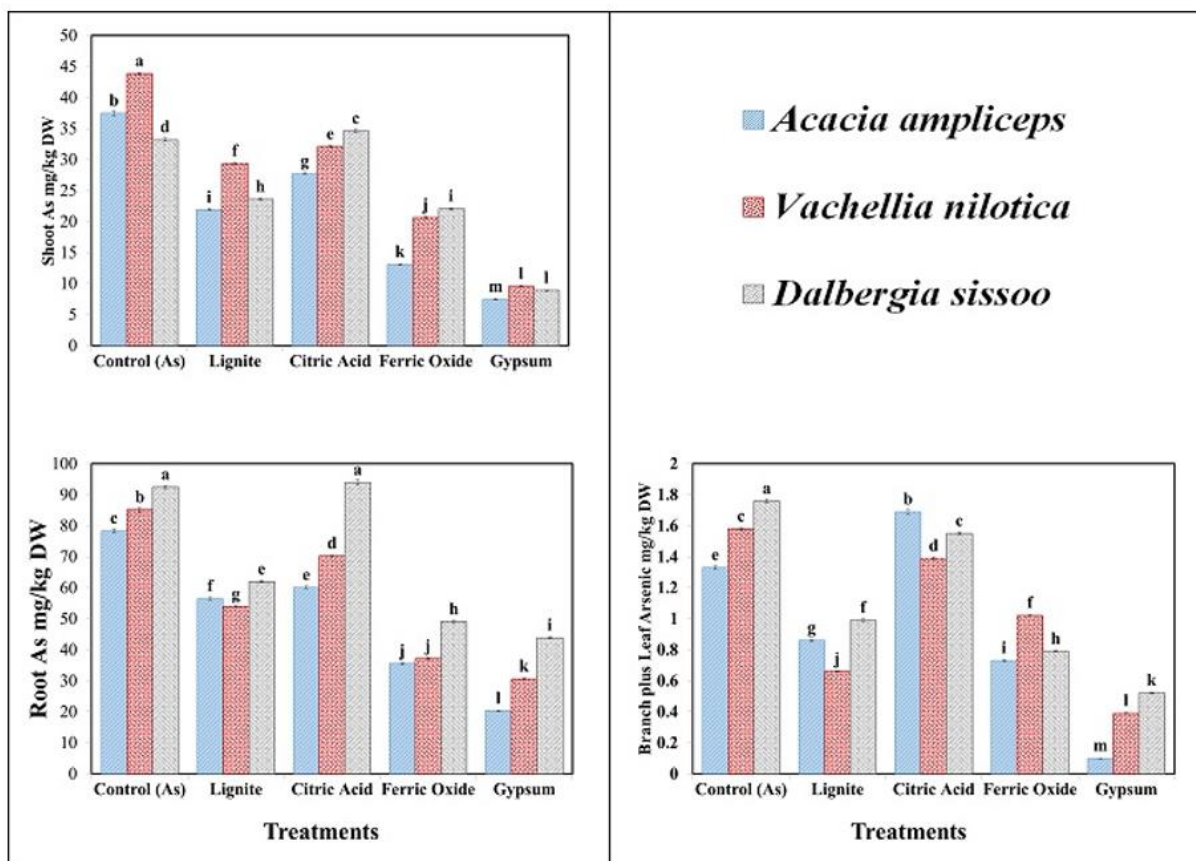 Shoot As mg/kg DW
50
45
40
35
30
25
20
15
10
5
0
b
a
d
i
f
h
g
e
c
k
j
i
m
l
l
Control (As) Lignite Citric Acid Ferric Oxide Gypsum
Acacia ampliceps
Vachellia nilotica
Dalbergia sissoo
Root As mg/kg DW
100
90
80
70
60
50
40
30
20
10
0
c
b
a
f
g
e
e
d
a
j
j
h
l
k
i
Control (As) Lignite Citric Acid Ferric Oxide Gypsum
Treatments
Branch plus Leaf Arsenic mg/kg DW
2
1.8
1.6
1.4
1.2
1
0.8
0.6
0.4
0.2
0
e
c
a
g
j
f
b
d
c
i
f
h
m
l
k
Control (As) Lignite Citric Acid Ferric Oxide Gypsum
Treatments